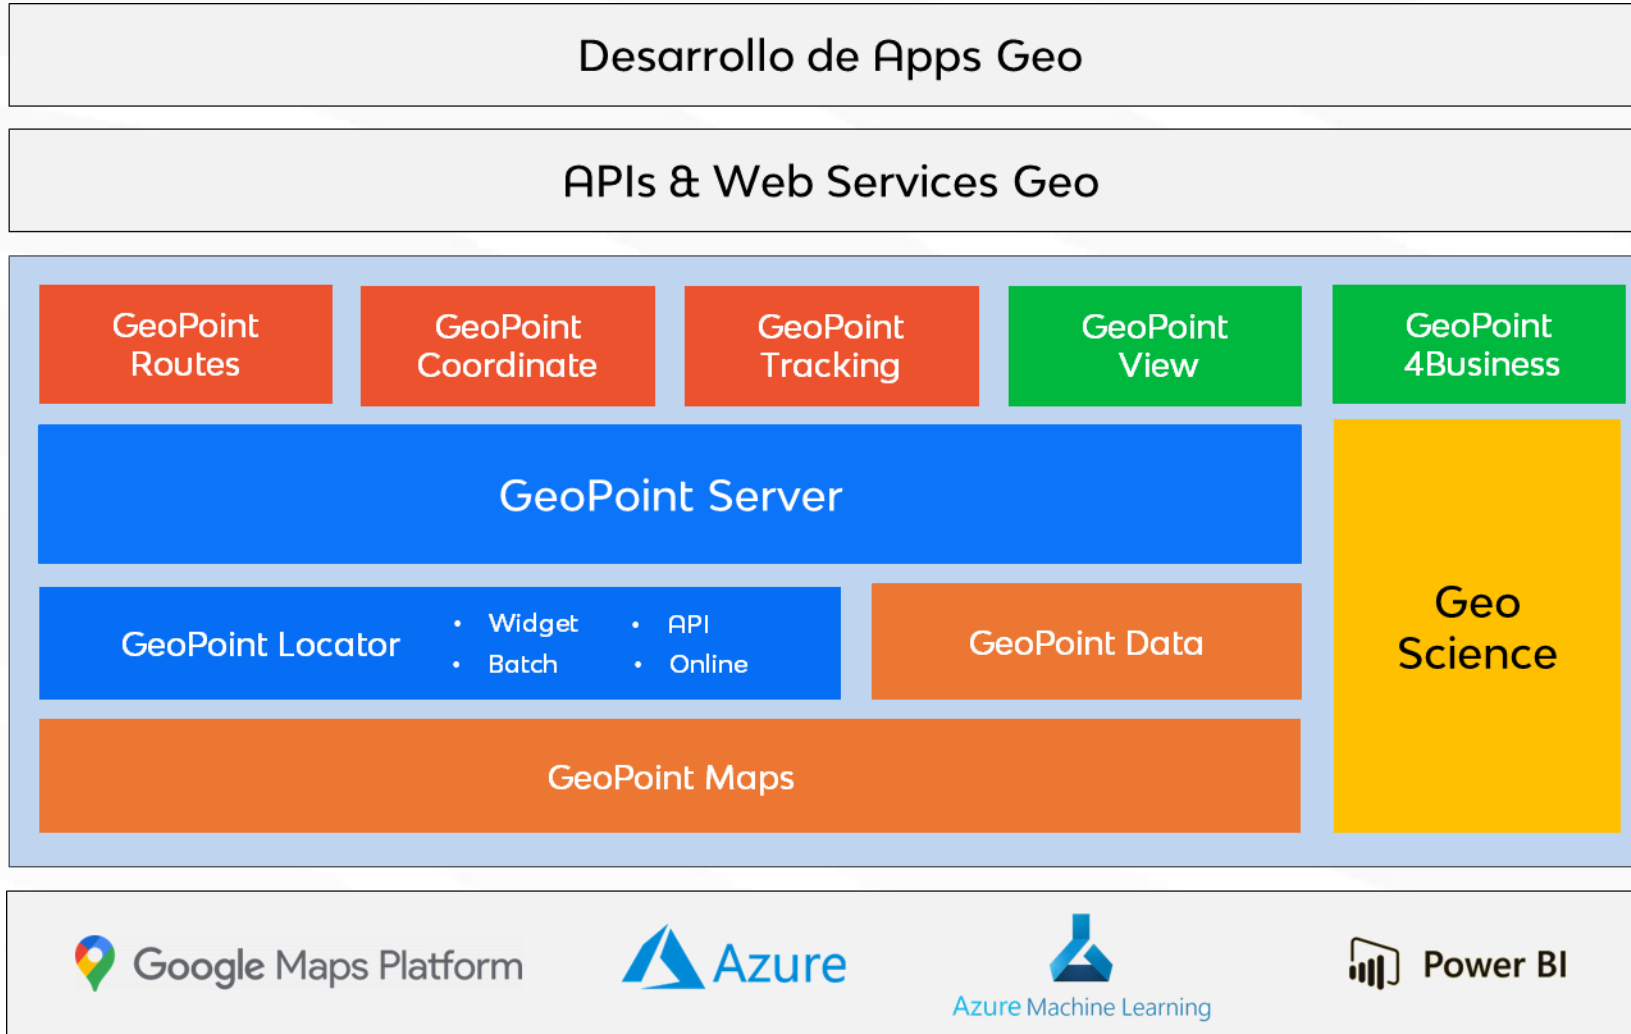 Desarrollo de Apps Geo
APIs & Web Services Geo
GeoPoint
Routes
GeoPoint
Coordinate
GeoPoint
Tracking
GeoPoint
View
GeoPoint
4Business
GeoPoint Server
GeoPoint Locator
• Widget
• API
• Batch
• Online
GeoPoint Data
Geo
Science
GeoPoint Maps
Google Maps Platform
Azure
Azure Machine Learning
Power BI